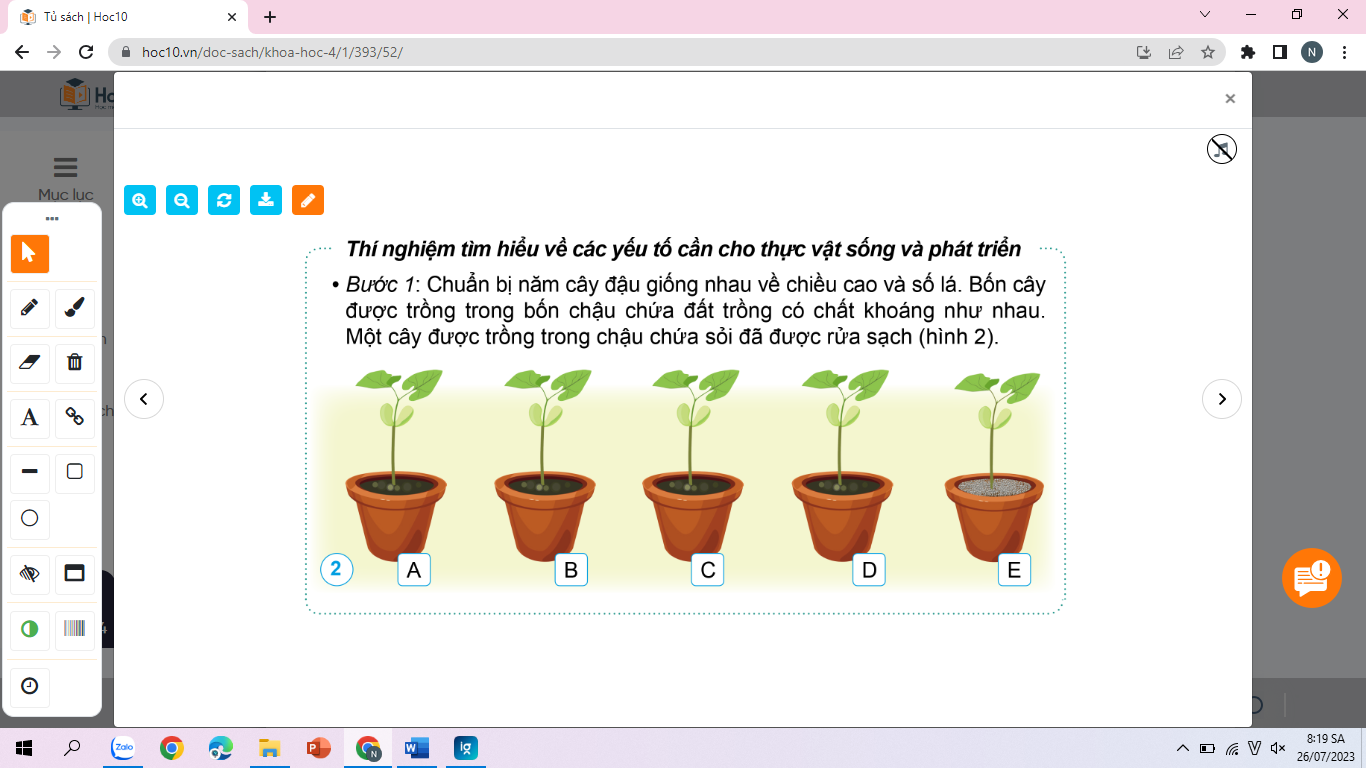 Tủ sách | Hoc10
hoc10.vn/doc-sach/khoa-hoc-4/1/393/52/
N
Mục lục
Thí nghiệm tìm hiểu về các yếu tố cần cho thực vật sống và phát triển
• Bước 1: Chuẩn bị năm cây đậu giống nhau về chiều cao và số lá. Bốn cây
được trồng trong bốn chậu chứa đất trồng có chất khoáng như nhau.
Một cây được trồng trong chậu chứa sỏi đã được rửa sạch (hình 2).
2 A B C D E
A
Zalo
N
W
ig
V
8:19 SA
26/07/2023